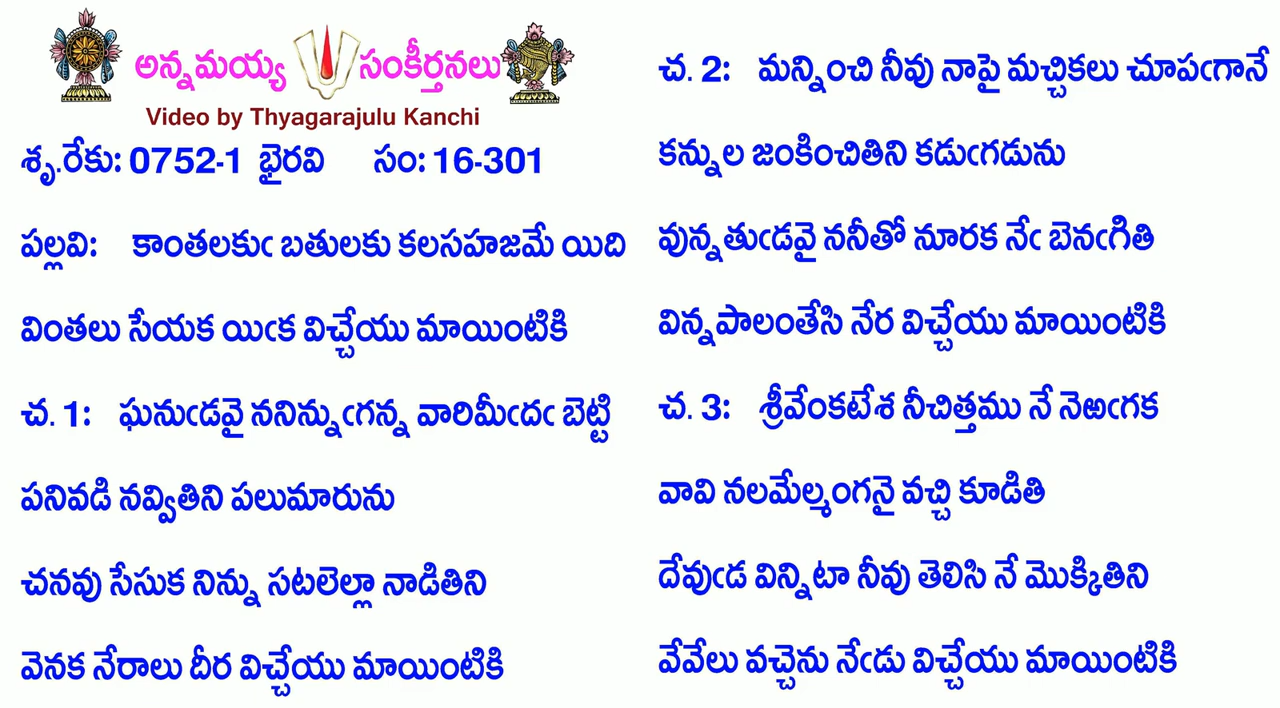 అన్నమయ్య సంకీర్తనలు
Video by Thyagarajulu Kanchi
శృ.రేకు: 0752-1 భైరవి సం: 16-301
పల్లవి: కాంతలకుఁ బతులకు కలసహజమే యిది
వింతలు సేయక యిఁక విచ్చేయు మాయింటికి
చ. 1: ఘనుఁడవై ననిన్నుఁగన్న వారిమీఁదఁ బెట్టి
పనివడి నవ్వితిని పలుమారును
చనవు సేసుక నిన్ను సటలెల్లా నాడితిని
వెనక నేరాలు దీర విచ్చేయు మాయింటికి
చ. 2: మన్నించి నీవు నాపై మచ్చికలు చూపఁగానే
కన్నుల జంకించితిని కడుఁగడును
వున్నతుఁడవై ననీతో నూరక నేఁ బెనఁగితి
విన్నపాలంతేసి నేర విచ్చేయు మాయింటికి
చ. 3: శ్రీవేంకటేశ నీచిత్తము నే నెఱఁగక
వావి నలమేల్మంగనై వచ్చి కూడితి
దేవుఁడ విన్నిటా నీవు తెలిసి నే మొక్కితిని
వేవేలు వచ్చెను నేఁడు విచ్చేయు మాయింటికి